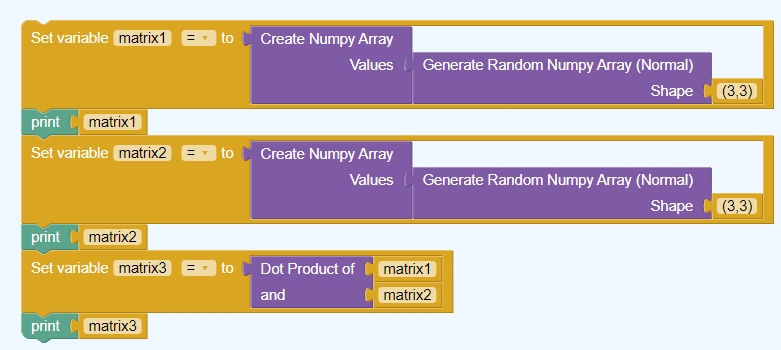 Set variable matrix1 = to Create Numpy Array
Values Generate Random Numpy Array (Normal)
Shape (3,3)
print matrix1
Set variable matrix2 = to Create Numpy Array
Values Generate Random Numpy Array (Normal)
Shape (3,3)
print matrix2
Set variable matrix3 = to Dot Product of matrix1
and matrix2
print matrix3